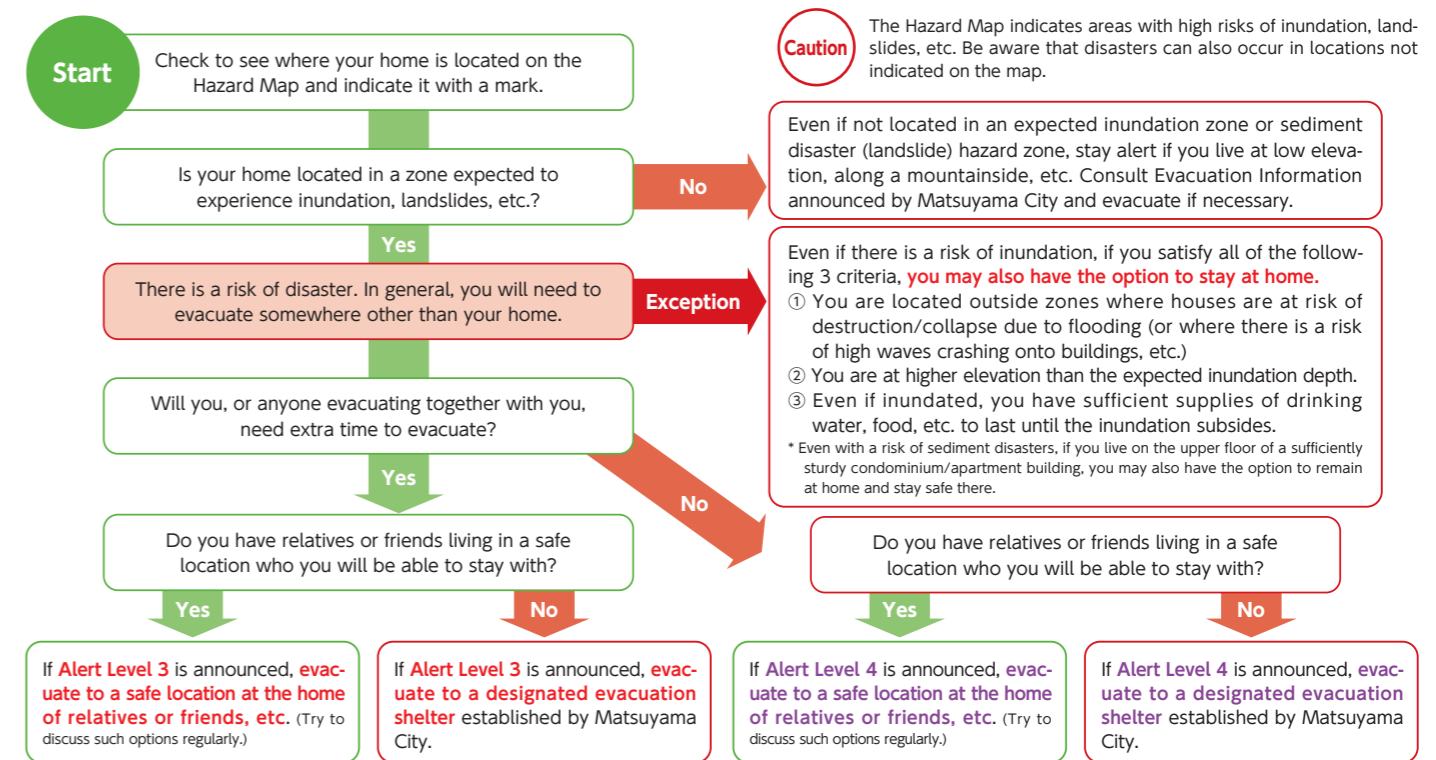 Start
Check to see where your home is located on the
Hazard Map and indicate it with a mark.
Caution
The Hazard Map indicates areas with high risks of inundation, land-
slides, etc. Be aware that disasters can also occur in locations not
indicated on the map.
Is your home located in a zone expected to
experience inundation, landslides, etc.?
No
Even if not located in an expected inundation zone or sediment
disaster (landslide) hazard zone, stay alert if you live at low eleva-
tion, along a mountainside, etc. Consult Evacuation Information
announced by Matsuyama City and evacuate if necessary.
Yes
There is a risk of disaster. In general, you will need to
evacuate somewhere other than your home.
Exception
Even if there is a risk of inundation, if you satisfy all of the follow-
ing 3 criteria, you may also have the option to stay at home.
① You are located outside zones where houses are at risk of
destruction/collapse due to flooding (or where there is a risk
of high waves crashing onto buildings, etc.)
② You are at higher elevation than the expected inundation depth.
③ Even if inundated, you have sufficient supplies of drinking
water, food, etc. to last until the inundation subsides.
* Even with a risk of sediment disasters, if you live on the upper floor of a sufficiently
sturdy condominium/apartment building, you may also have the option to remain
at home and stay safe there.
Will you, or anyone evacuating together with you,
need extra time to evacuate?
Yes
No
Do you have relatives or friends living in a safe
location who you will be able to stay with?
Yes
No
Do you have relatives or friends living in a safe
location who you will be able to stay with?
Yes
No
If Alert Level 3 is announced, evac-
uate to a safe location at the home
of relatives or friends, etc. (Try to
discuss such options regularly.)
If Alert Level 3 is announced, evac-
uate to a designated evacuation
shelter established by Matsuyama
City.
If Alert Level 4 is announced, evac-
uate to a safe location at the home
of relatives or friends, etc. (Try to
discuss such options regularly.)
If Alert Level 4 is announced, evac-
uate to a designated evacuation
shelter established by Matsuyama
City.